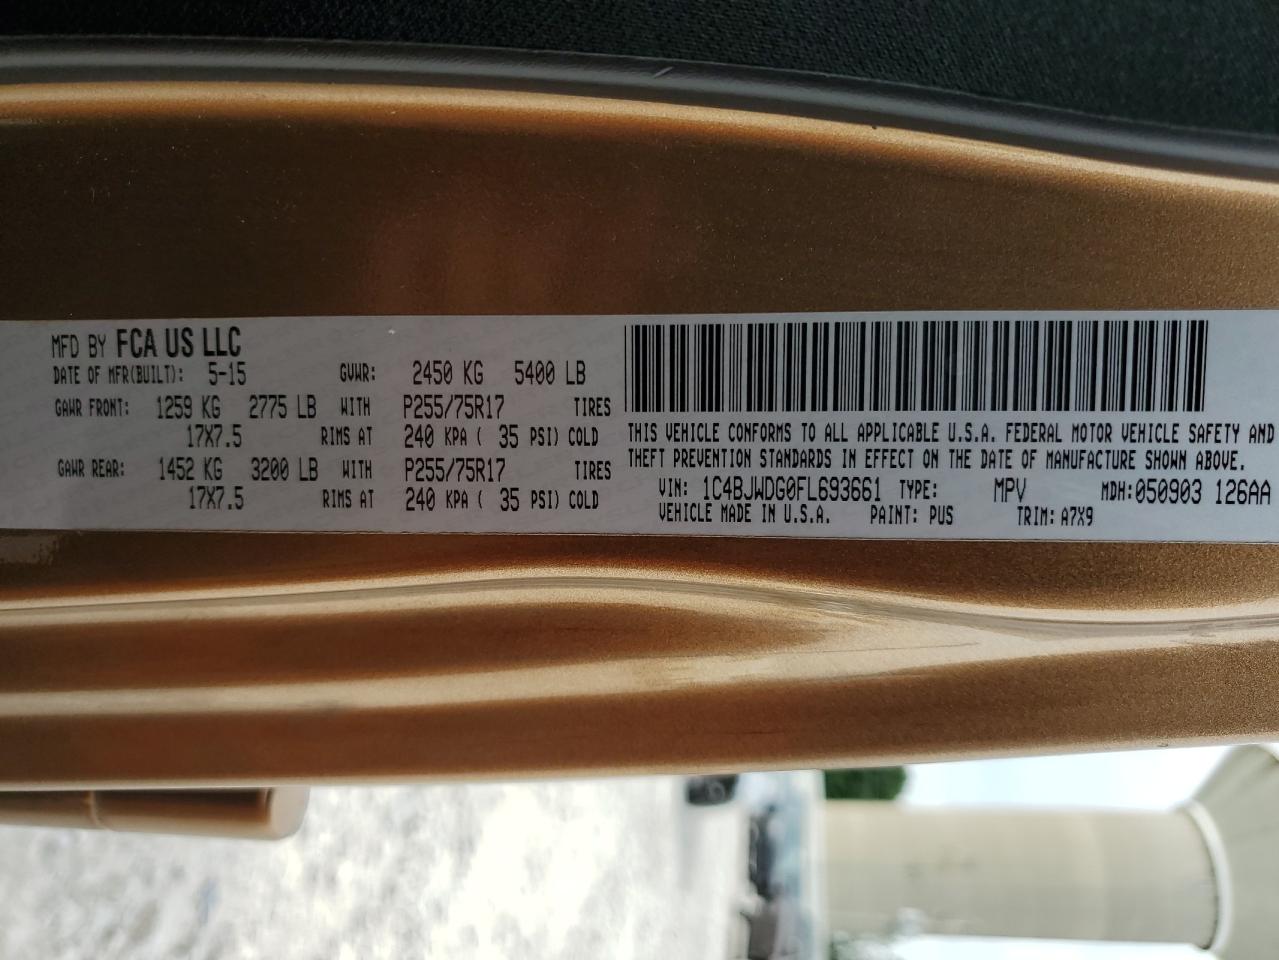 MFD BY FCA US LLC
DATE OF MFR(BUILT): 5-15 GVWR: 2450 KG 5400 LB
GAWR FRONT: 1259 KG 2775 LB WITH P255/75R17 TIRES
17X7.5 RIMS AT 240 KPA ( 35 PSI) COLD
GAWR REAR: 1452 KG 3200 LB WITH P255/75R17 TIRES
17X7.5 RIMS AT 240 KPA ( 35 PSI) COLD
THIS VEHICLE CONFORMS TO ALL APPLICABLE U.S.A. FEDERAL MOTOR VEHICLE SAFETY AND
THEFT PREVENTION STANDARDS IN EFFECT ON THE DATE OF MANUFACTURE SHOWN ABOVE.
VIN: 1C4BJWDG0FL693661 TYPE: MPV MDH:050903 126AA
VEHICLE MADE IN U.S.A. PAINT: PUS TRIM: A7X9